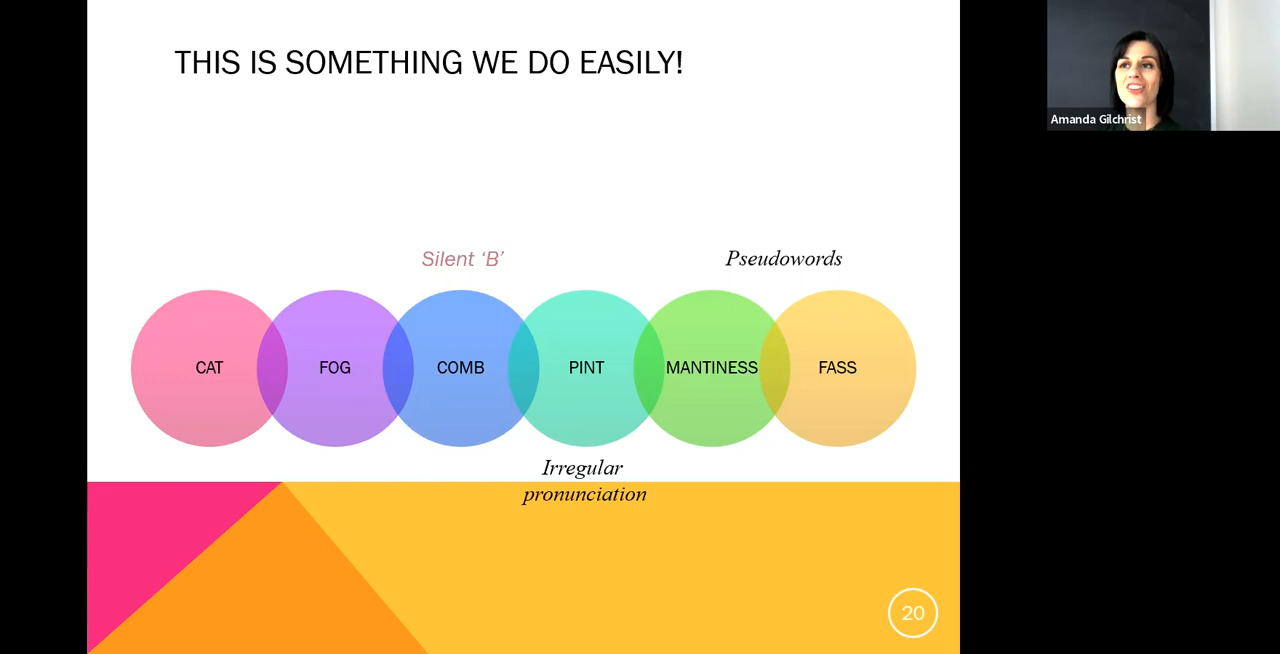 THIS IS SOMETHING WE DO EASILY!
Amanda Gilchrist
Silent ‘B’
Pseudowords
CAT
FOG
COMB
PINT
MANTINESS
FASS
Irregular
pronunciation
20